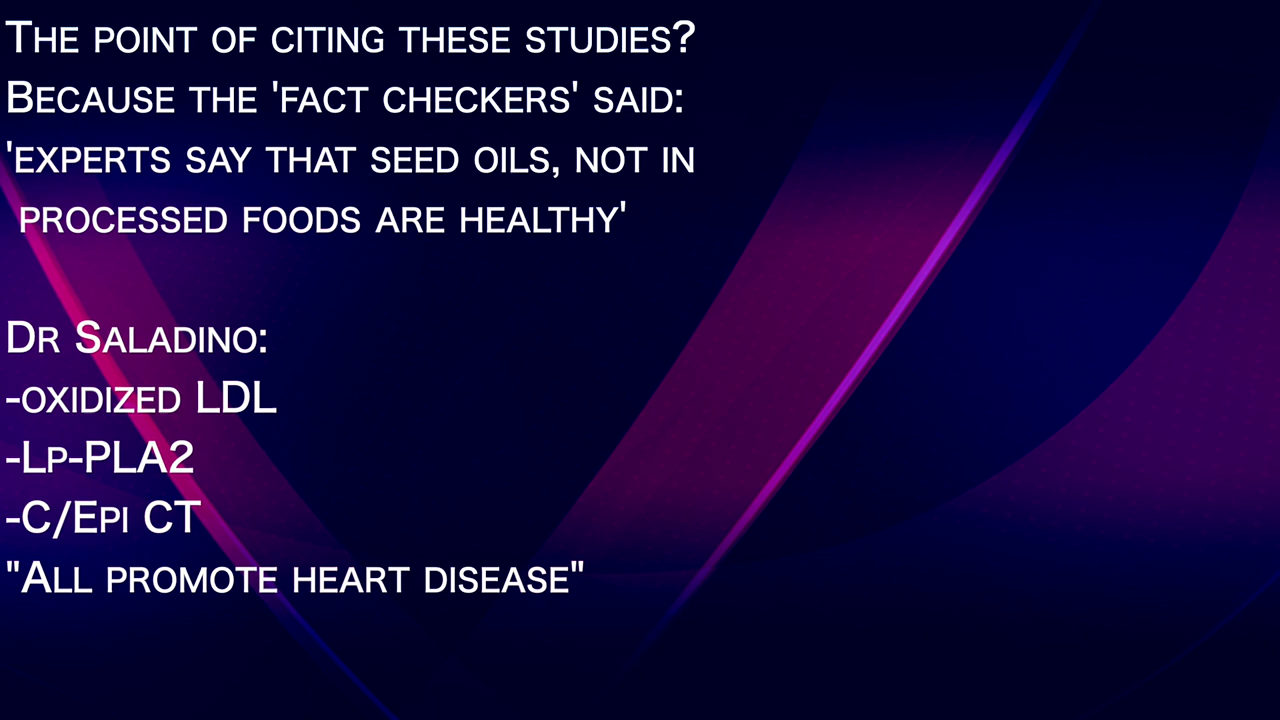 The point of citing these studies?
Because the 'fact checkers' said:
'experts say that seed oils, not in
processed foods are healthy'
Dr Saladino:
-oxidized LDL
-Lp-PLA2
-C/Epi CT
"All promote heart disease"